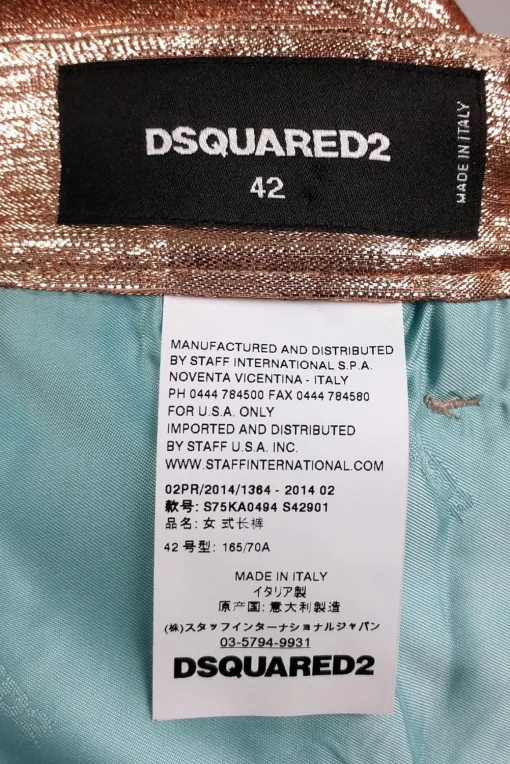 DSQUARED2
42
MADE IN ITALY
MANUFACTURED AND DISTRIBUTED
BY STAFF INTERNATIONAL S.P.A.
NOVENTA VICENTINA - ITALY
PH 0444 784500 FAX 0444 784580
FOR U.S.A. ONLY
IMPORTED AND DISTRIBUTED
BY STAFF U.S.A. INC.
WWW.STAFFINTERNATIONAL.COM
02PR/2014/1364 - 2014 02
款号: S75KA0494 S42901
品名: 女 式长裤
42 号型: 165/70A
MADE IN ITALY
イタリア製
原产国: 意大利製造
(株)スタッフインターナショナルジャパン
03-5794-9931
DSQUARED2